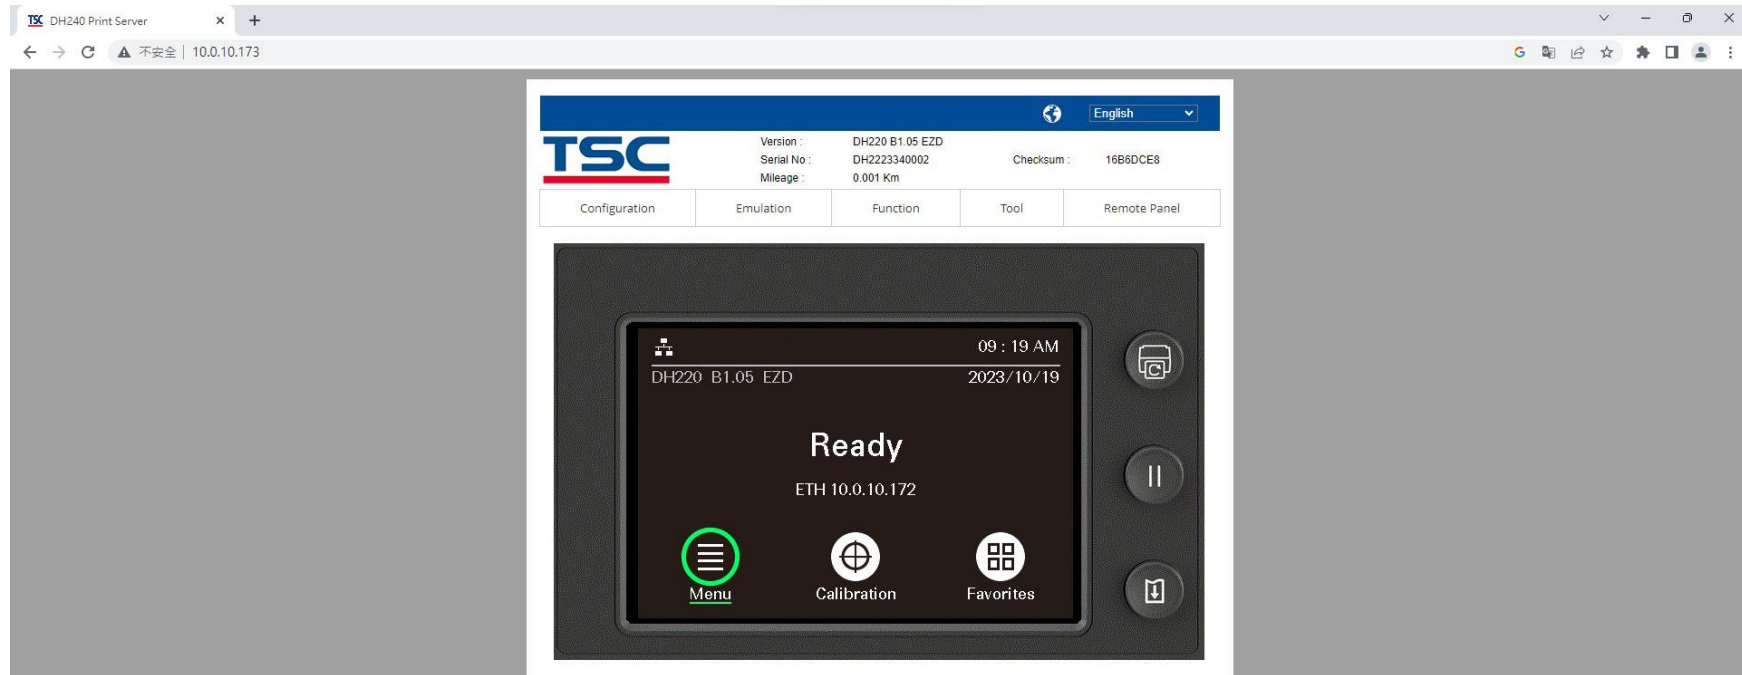 TSC DH240 Print Server
不安全 | 10.0.10.173
English
TSC
Version : DH220 B1.05 EZD
Serial No : DH2223340002 Checksum : 16B6DCE8
Mileage : 0.001 Km
Configuration Emulation Function Tool Remote Panel
09 : 19 AM
DH220 B1.05 EZD 2023/10/19
Ready
ETH 10.0.10.172
Menu Calibration Favorites